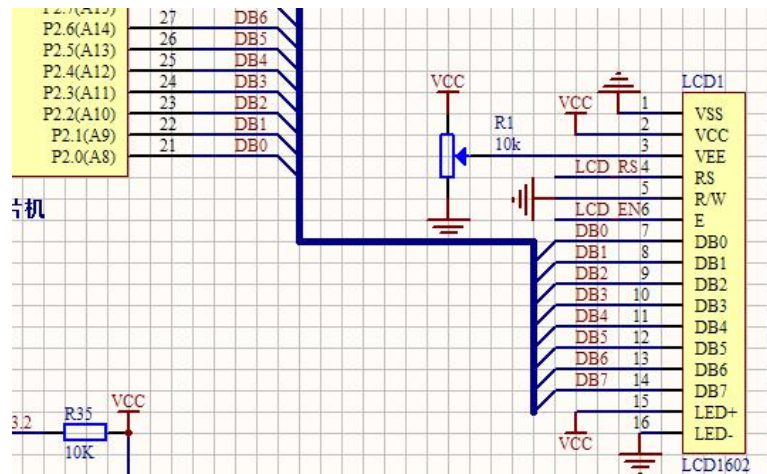 P2.6(A14) 27 DB6
P2.5(A13) 26 DB5
P2.4(A12) 25 DB4
P2.3(A11) 24 DB3
P2.2(A10) 23 DB2
P2.1(A9) 22 DB1
P2.0(A8) 21 DB0
片机
VCC
R1
10k
LCD1
VCC
1 VSS
2 VCC
3 VEE
LCD RS 4 RS
5 R/W
LCD EN 6 E
DB0 7 DB0
DB1 8 DB1
DB2 9 DB2
DB3 10 DB3
DB4 11 DB4
DB5 12 DB5
DB6 13 DB6
DB7 14 DB7
15 LED+
16 LED-
VCC
LCD1602
3.2
R35
10K
VCC